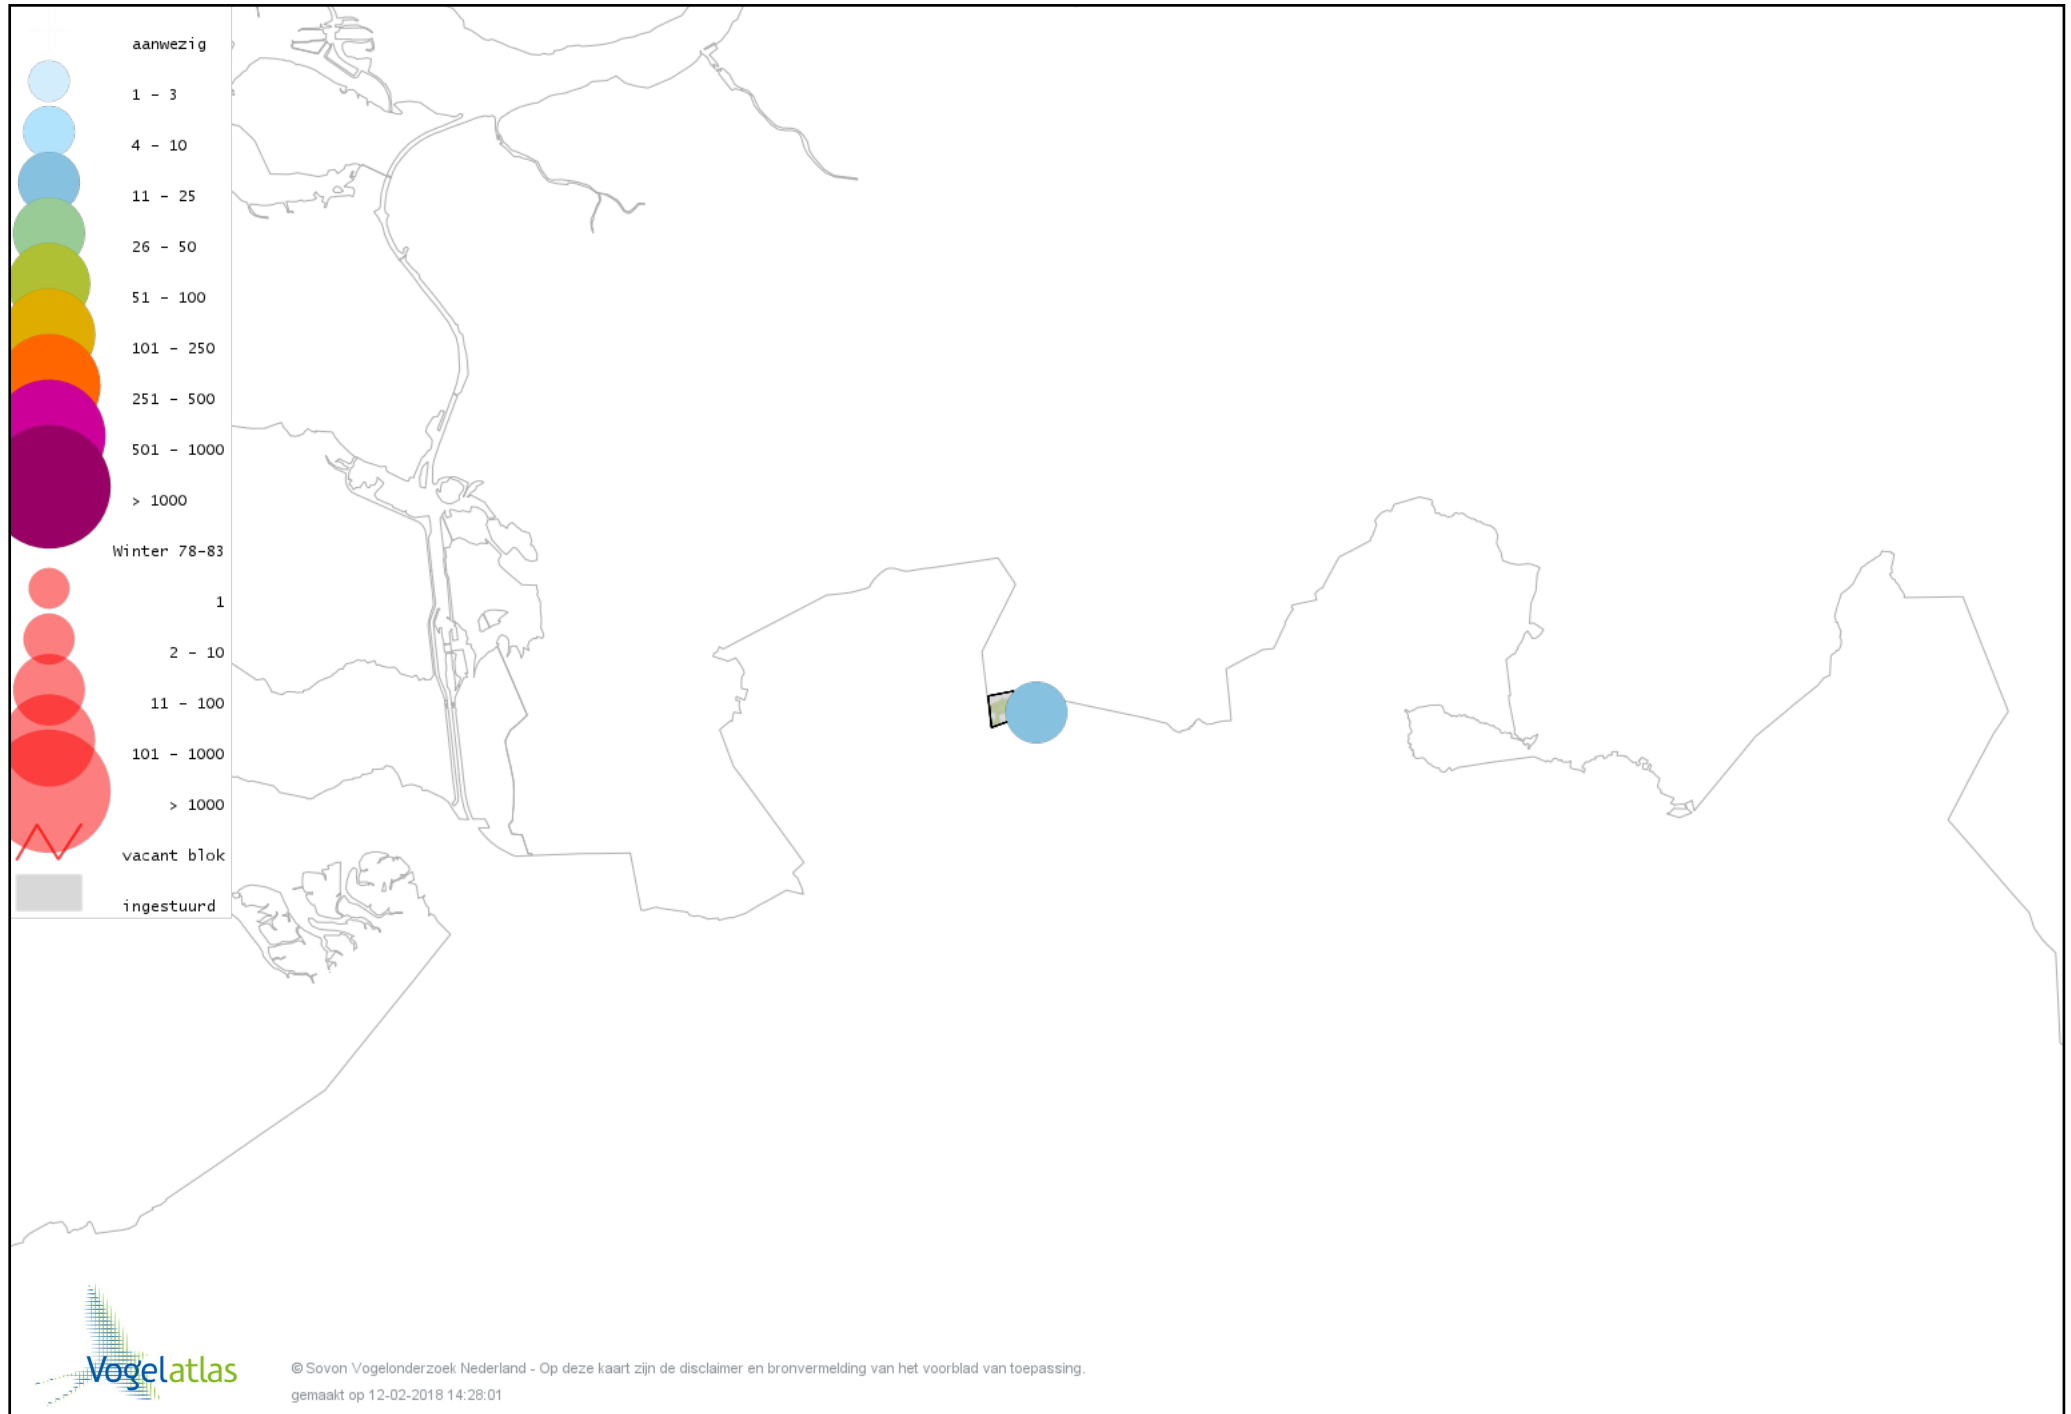 aanwezig
1 - 3
4 - 10
11 - 25
26 - 50
51 - 100
101 - 250
251 - 500
501 - 1000
> 1000
Winter 78-83
1
2 - 10
11 - 100
101 - 1000
> 1000
vacant blok
ingestuurd
Vogelatlas
© Sovon Vogelonderzoek Nederland - Op deze kaart zijn de disclaimer en bronvermelding van het voorblad van toepassing.
gemaakt op 12-02-2018 14:28:01